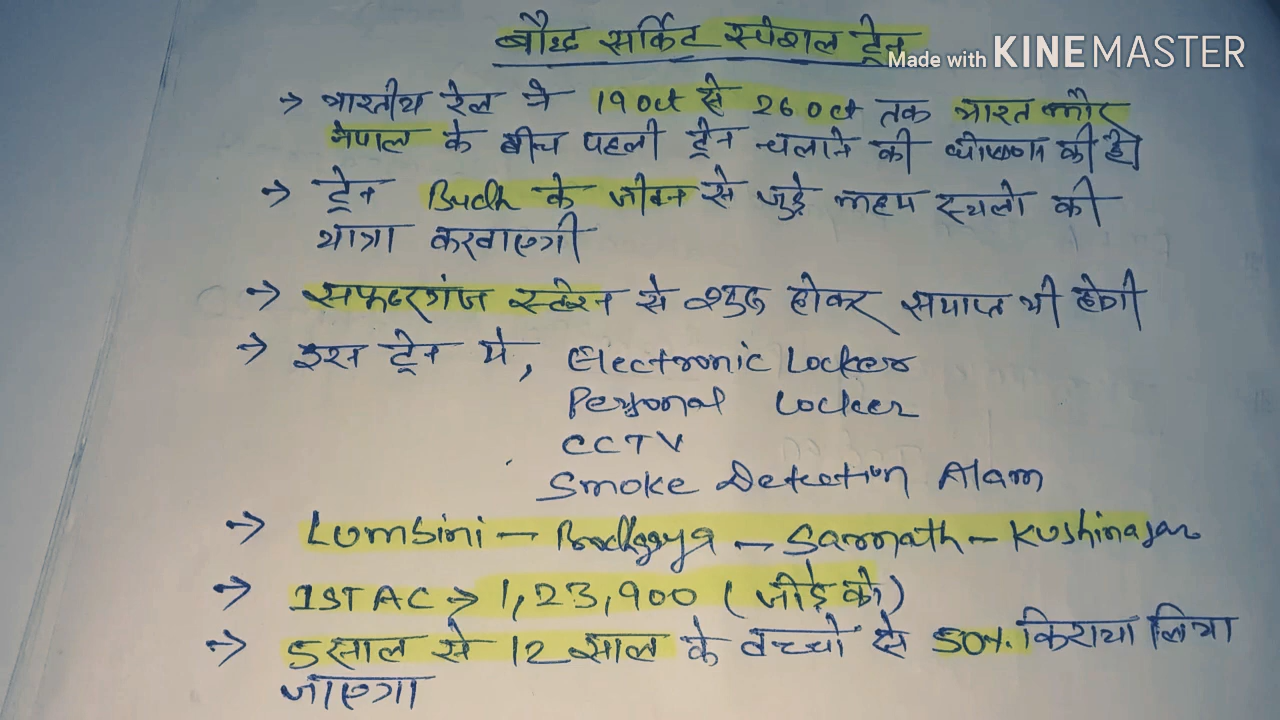 बौद्ध सर्किट स्पेशल ट्रेन
Made with KINEMASTER
→ भारतीय रेल ने 19 Oct से 26 Oct तक भारत और
नेपाल के बीच पहली ट्रेन चलाने की घोषणा की है।
→ ट्रेन Budh के जीवन से जुड़े अहम स्थलो की
यात्रा करवाएगी
→ सफदरगंज स्टेशन से शुरू होकर समाप्त भी होगी
→ इस ट्रेन मे, Electronic Locker
Personal Locker
CCTV
Smoke Detection Alarm
→ Lumbini — Bodhgaya — Sarnath — Kushinagar
→ 1ST AC → 1,23,900 (जोड़े को)
→ 5 साल से 12 साल के बच्चो से 50%. किराया लिया
जाएगा